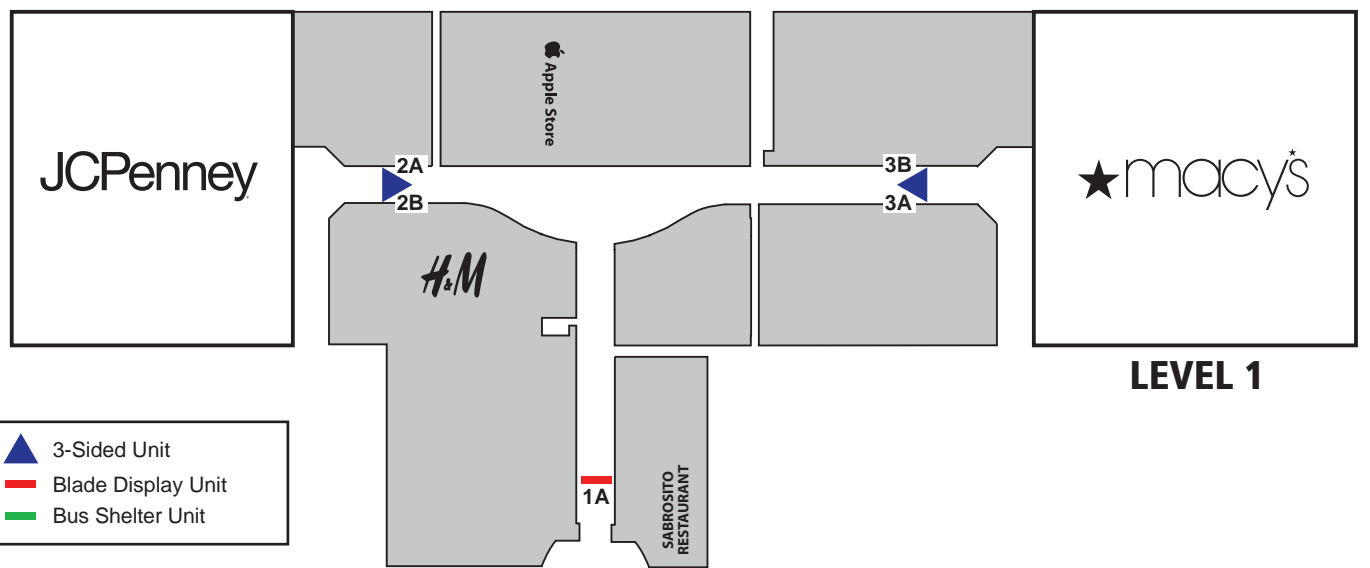 JCPenney
Apple Store
macy's
2A
2B
3B
3A
H&M
LEVEL 1
3-Sided Unit
Blade Display Unit
Bus Shelter Unit
1A
SABROSITO
RESTAURANT